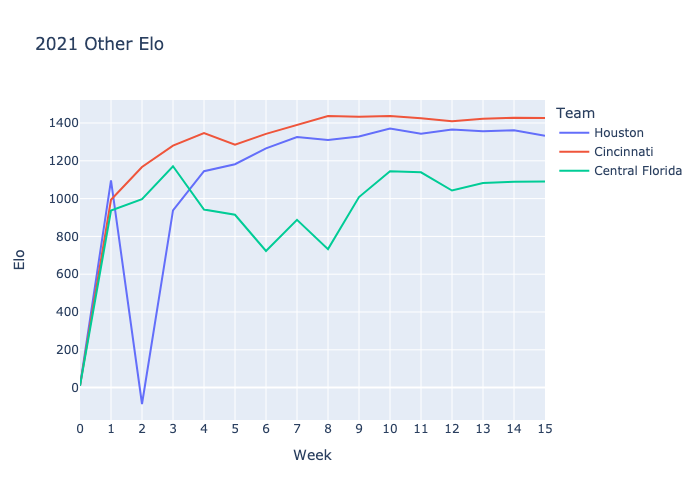 2021 Other Elo
Team
Houston
Cincinnati
Central Florida
Elo
1400
1200
1000
800
600
400
200
0
0 1 2 3 4 5 6 7 8 9 10 11 12 13 14 15
Week